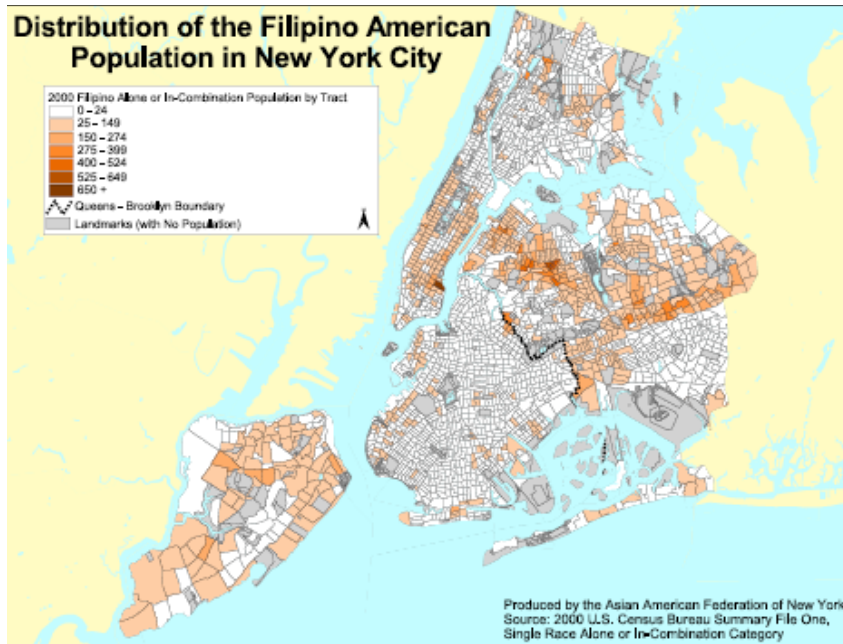 Distribution of the Filipino American
Population in New York City
2000 Filipino Alone or In-Combination Population by Tract
0 - 24
25 - 149
150 - 274
275 - 399
400 - 524
525 - 649
650 +
Queens - Brooklyn Boundary
Landmarks (with No Population)
Produced by the Asian American Federation of New York
Source: 2000 U.S. Census Bureau Summary File One,
Single Race Alone or In-Combination Category